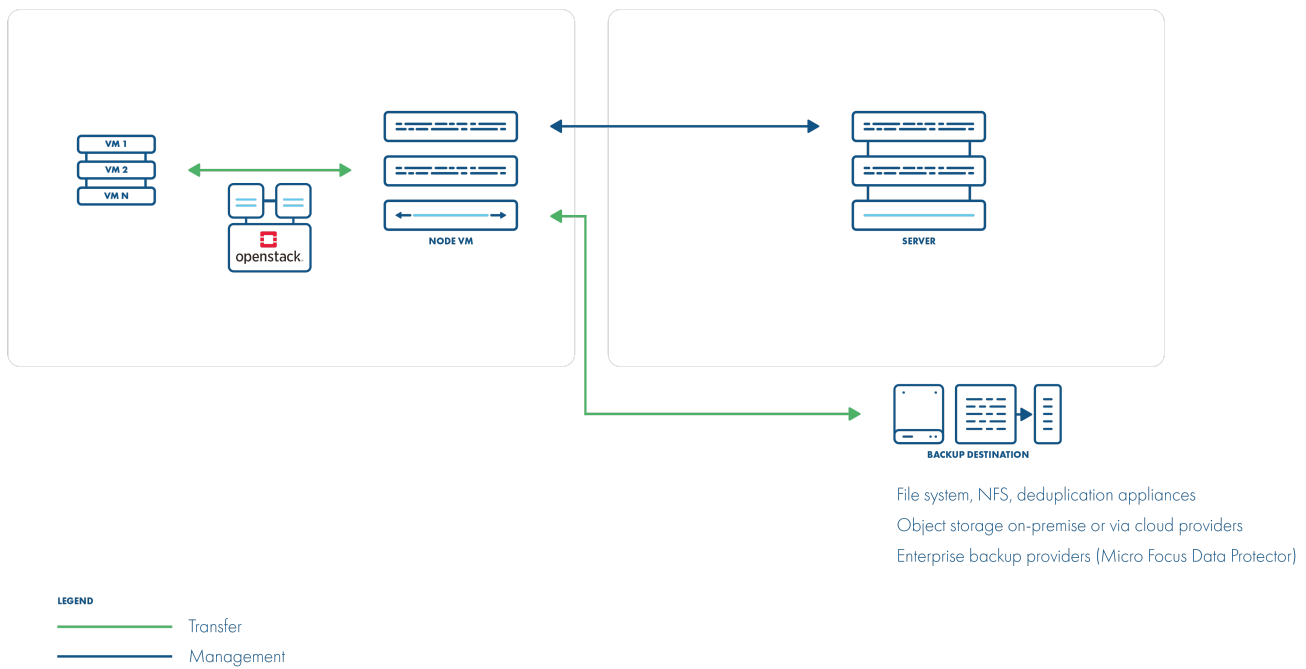 VM 1
VM 2
VM N
openstack.
NODE VM
SERVER
BACKUP DESTINATION
File system, NFS, deduplication appliances
Object storage on-premise or via cloud providers
Enterprise backup providers (Micro Focus Data Protector)
LEGEND
Transfer
Management